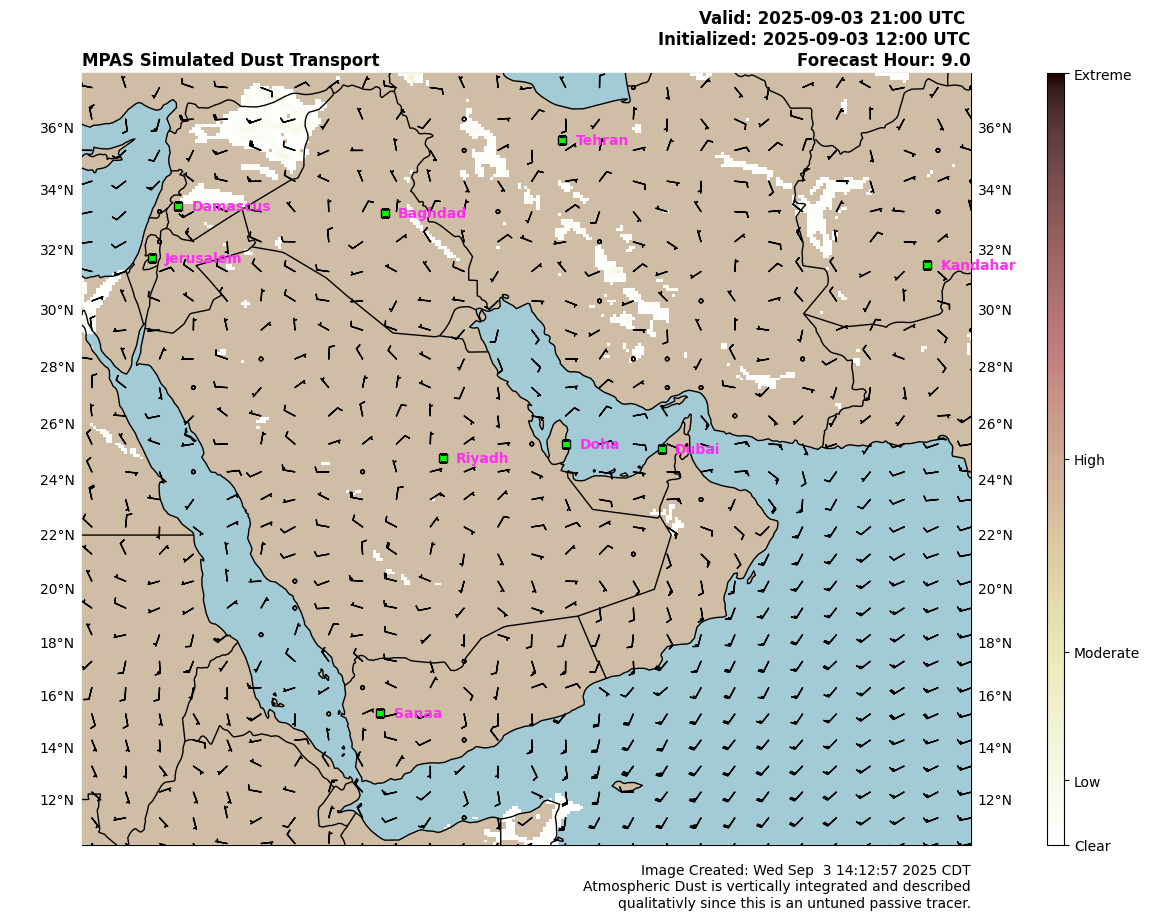 Valid: 2025-09-03 21:00 UTC
Initialized: 2025-09-03 12:00 UTC
MPAS Simulated Dust Transport
Forecast Hour: 9.0
Extreme
36°N
Tehran
36°N
34°N
34°N
Damascus
Baghdad
32°N
32°N
Jerusalem
Kandahar
30°N
30°N
28°N
28°N
26°N
26°N
Doha
Dubai
Riyadh
High
24°N
24°N
22°N
22°N
20°N
20°N
18°N
18°N
Moderate
16°N
16°N
Sanaa
14°N
14°N
Low
12°N
12°N
Clear
Image Created: Wed Sep  3 14:12:57 2025 CDT
Atmospheric Dust is vertically integrated and described
qualitativly since this is an untuned passive tracer.